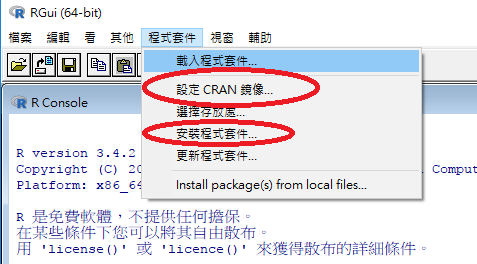 RGui (64-bit)
檔案 編輯 看 其他 程式套件 視窗 輔助
載入程式套件...
設定 CRAN 鏡像...
選擇存放處...
安裝程式套件...
更新程式套件...
Install package(s) from local files...
R Console
R version 3.4.2
Copyright (C) 20 Comput
Platform: x86_64
R 是免費軟體，不提供任何擔保。
在某些條件下您可以將其自由散布。
用 'license()' 或 'licence()' 來獲得散布的詳細條件。